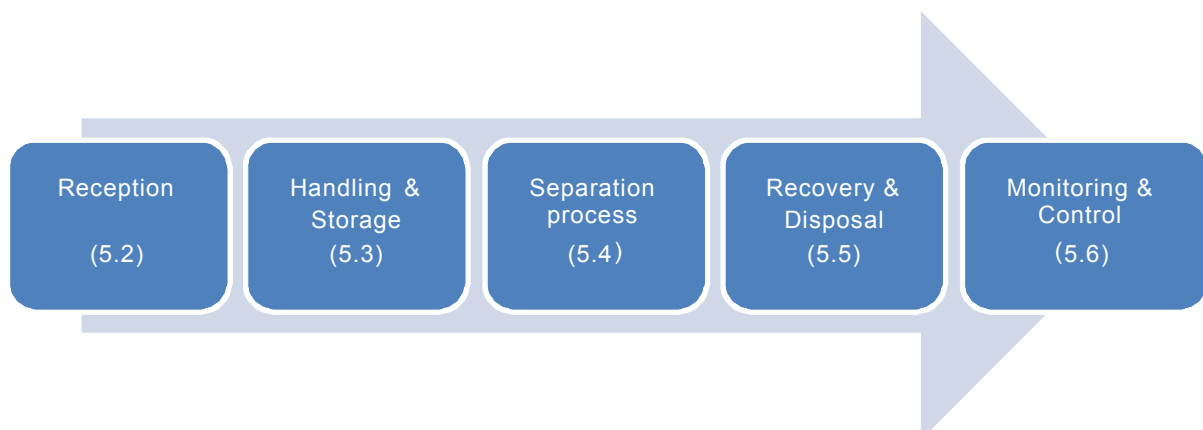 Reception
(5.2)
Handling &
Storage
(5.3)
Separation
process
(5.4)
Recovery &
Disposal
(5.5)
Monitoring &
Control
(5.6)